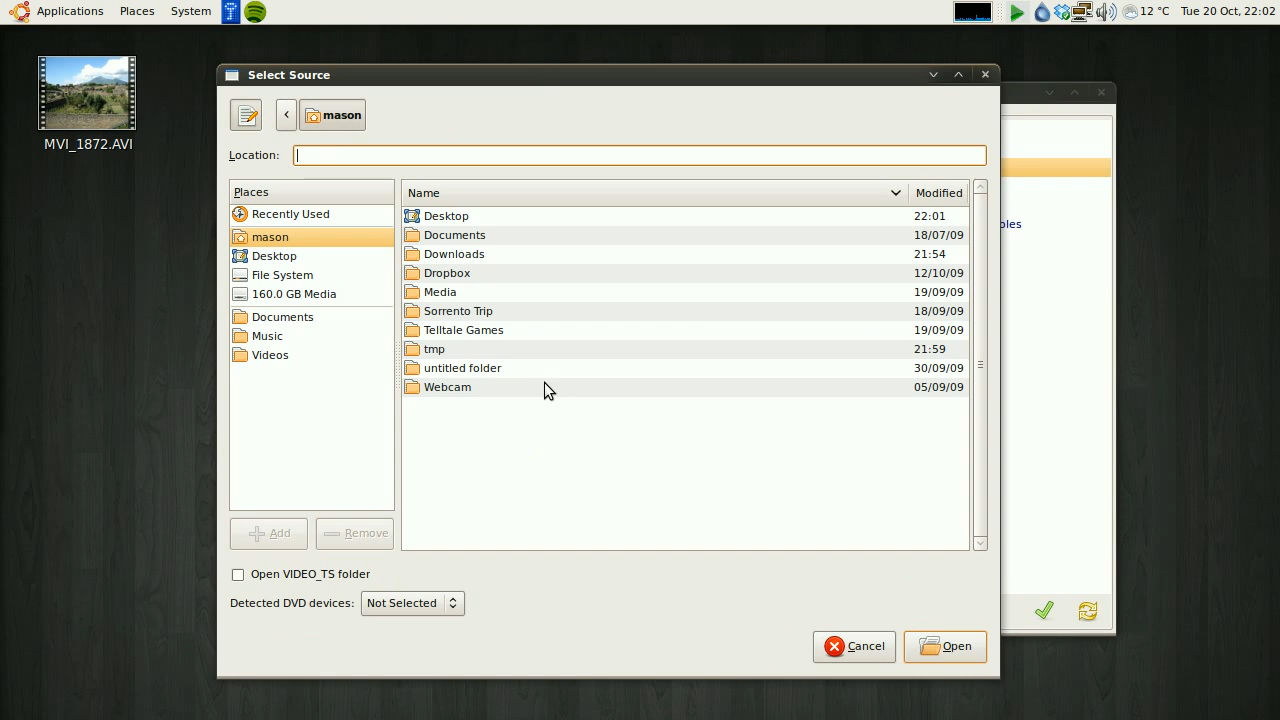 Applications Places System 12 °C Tue 20 Oct, 22:02
MVI_1872.AVI
Select Source
mason
Location:
Places
Recently Used
mason
Desktop
File System
160.0 GB Media
Documents
Music
Videos
Add Remove
Name Modified
Desktop 22:01
Documents 18/07/09
Downloads 21:54
Dropbox 12/10/09
Media 19/09/09
Sorrento Trip 18/09/09
Telltale Games 19/09/09
tmp 21:59
untitled folder 30/09/09
Webcam 05/09/09
Open VIDEO_TS folder
Detected DVD devices: Not Selected
Cancel Open